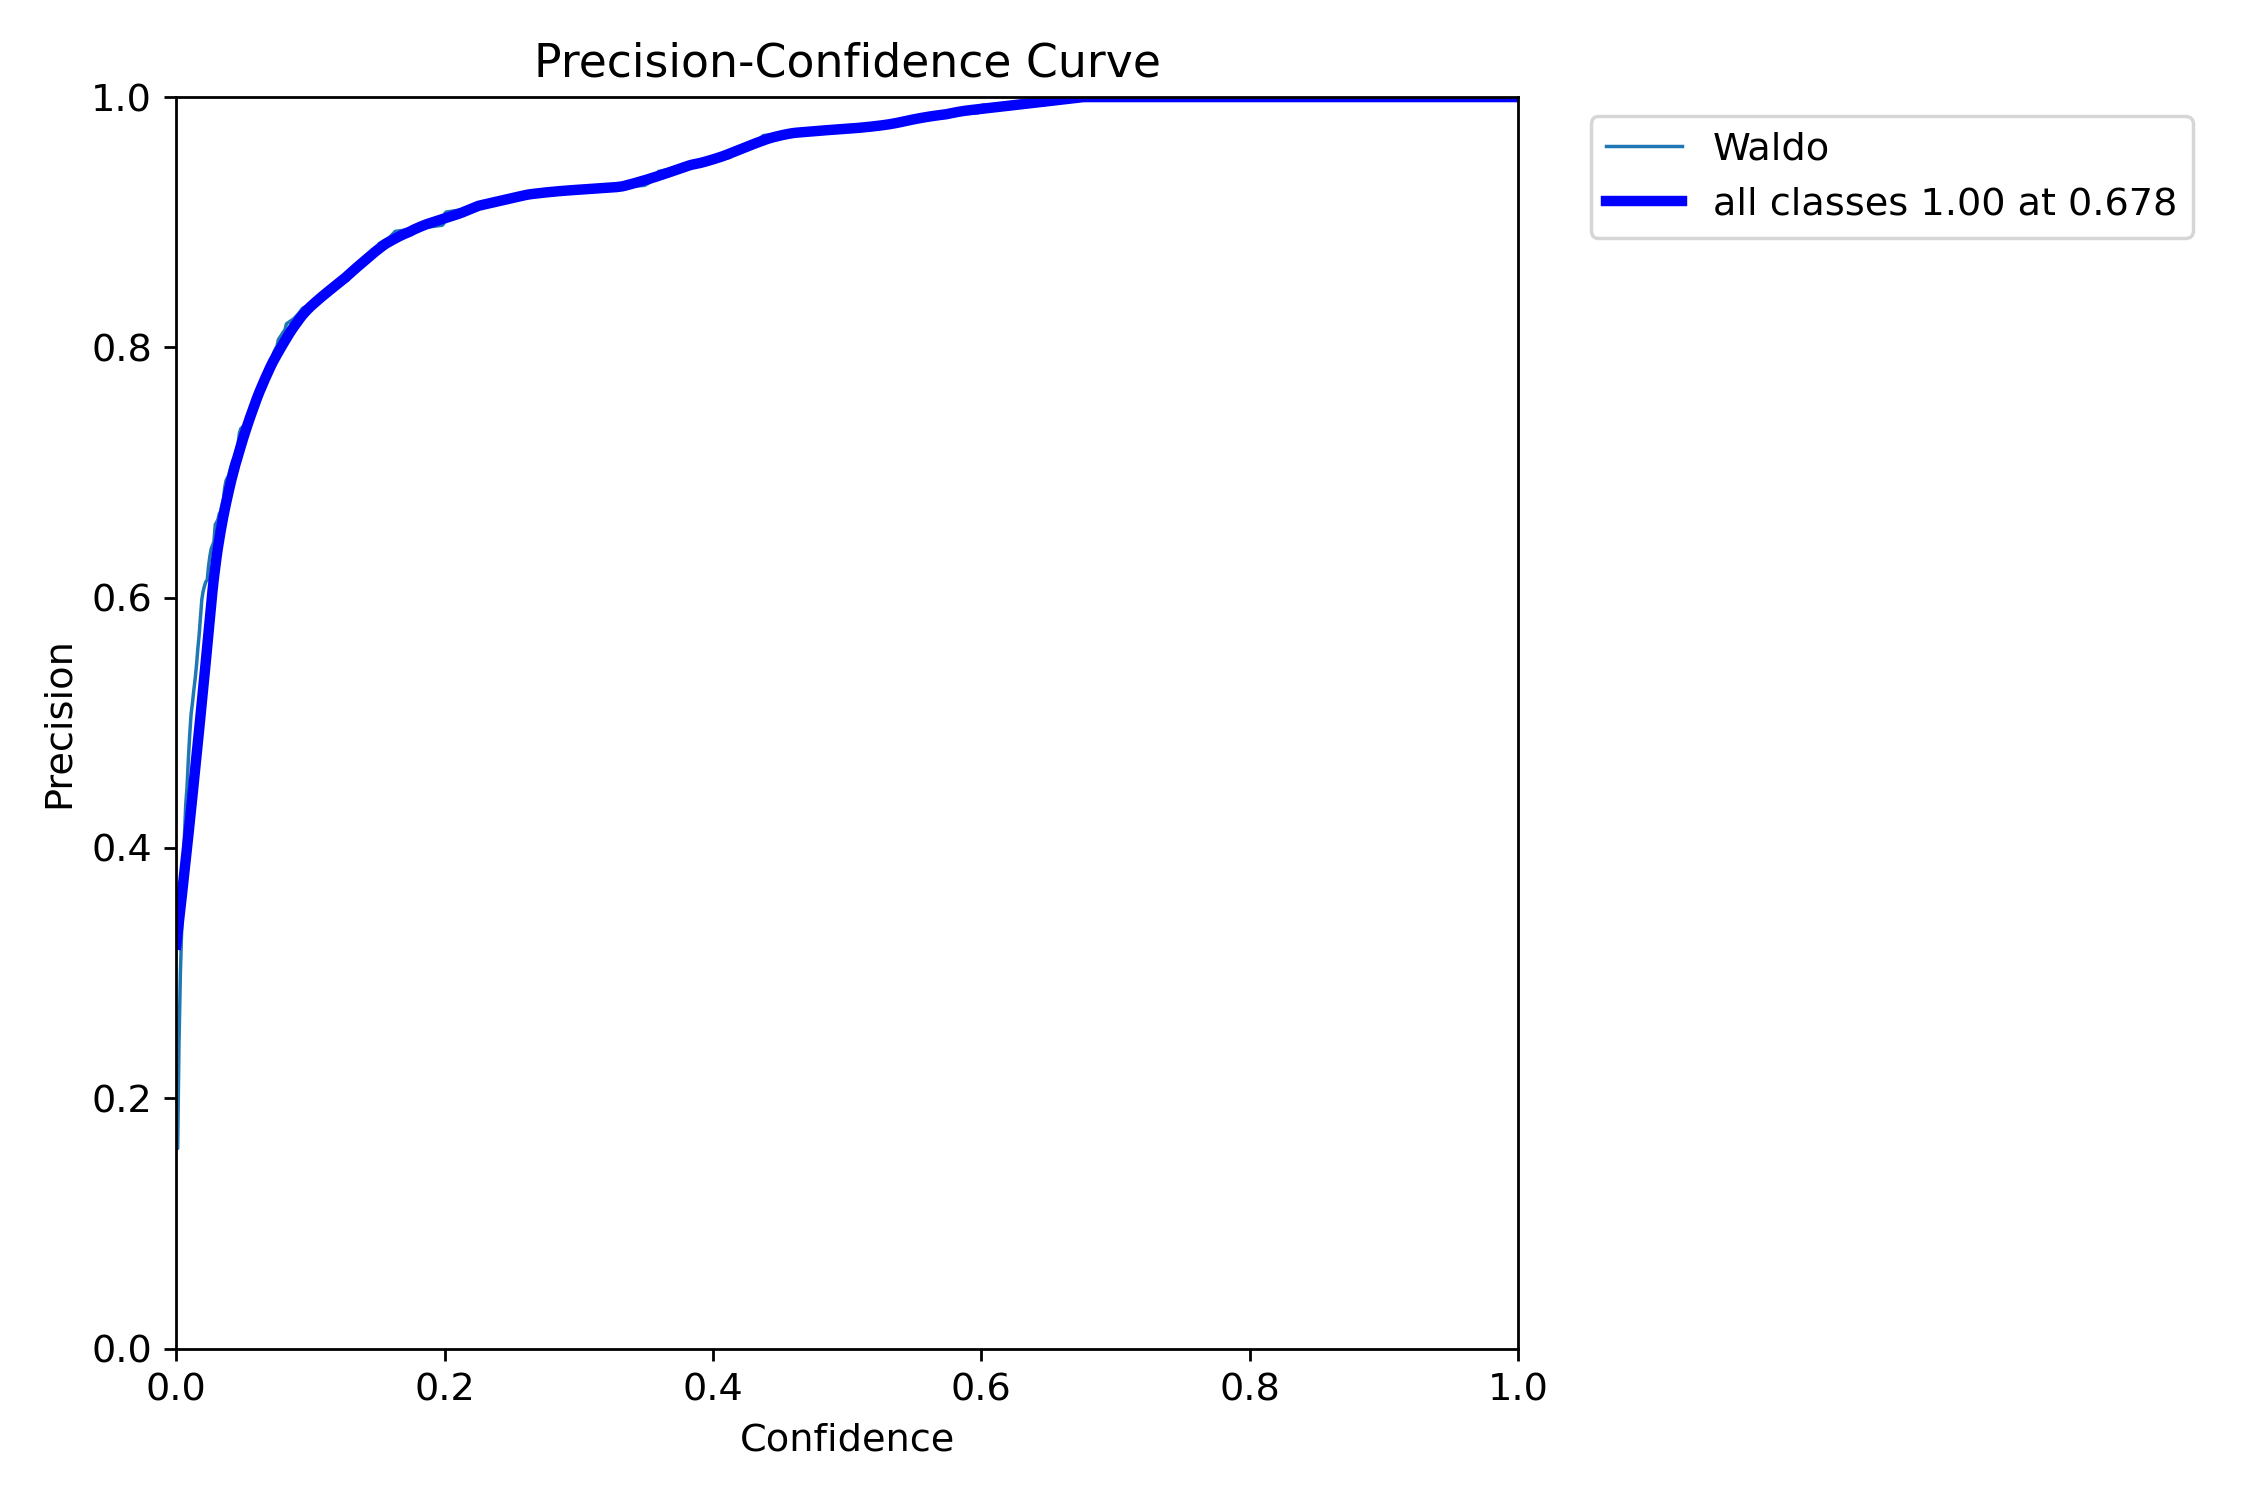 Precision-Confidence Curve
1.0
0.8
0.6
0.4
0.2
0.0
Precision
0.0 0.2 0.4 0.6 0.8 1.0
Confidence
Waldo
all classes 1.00 at 0.678